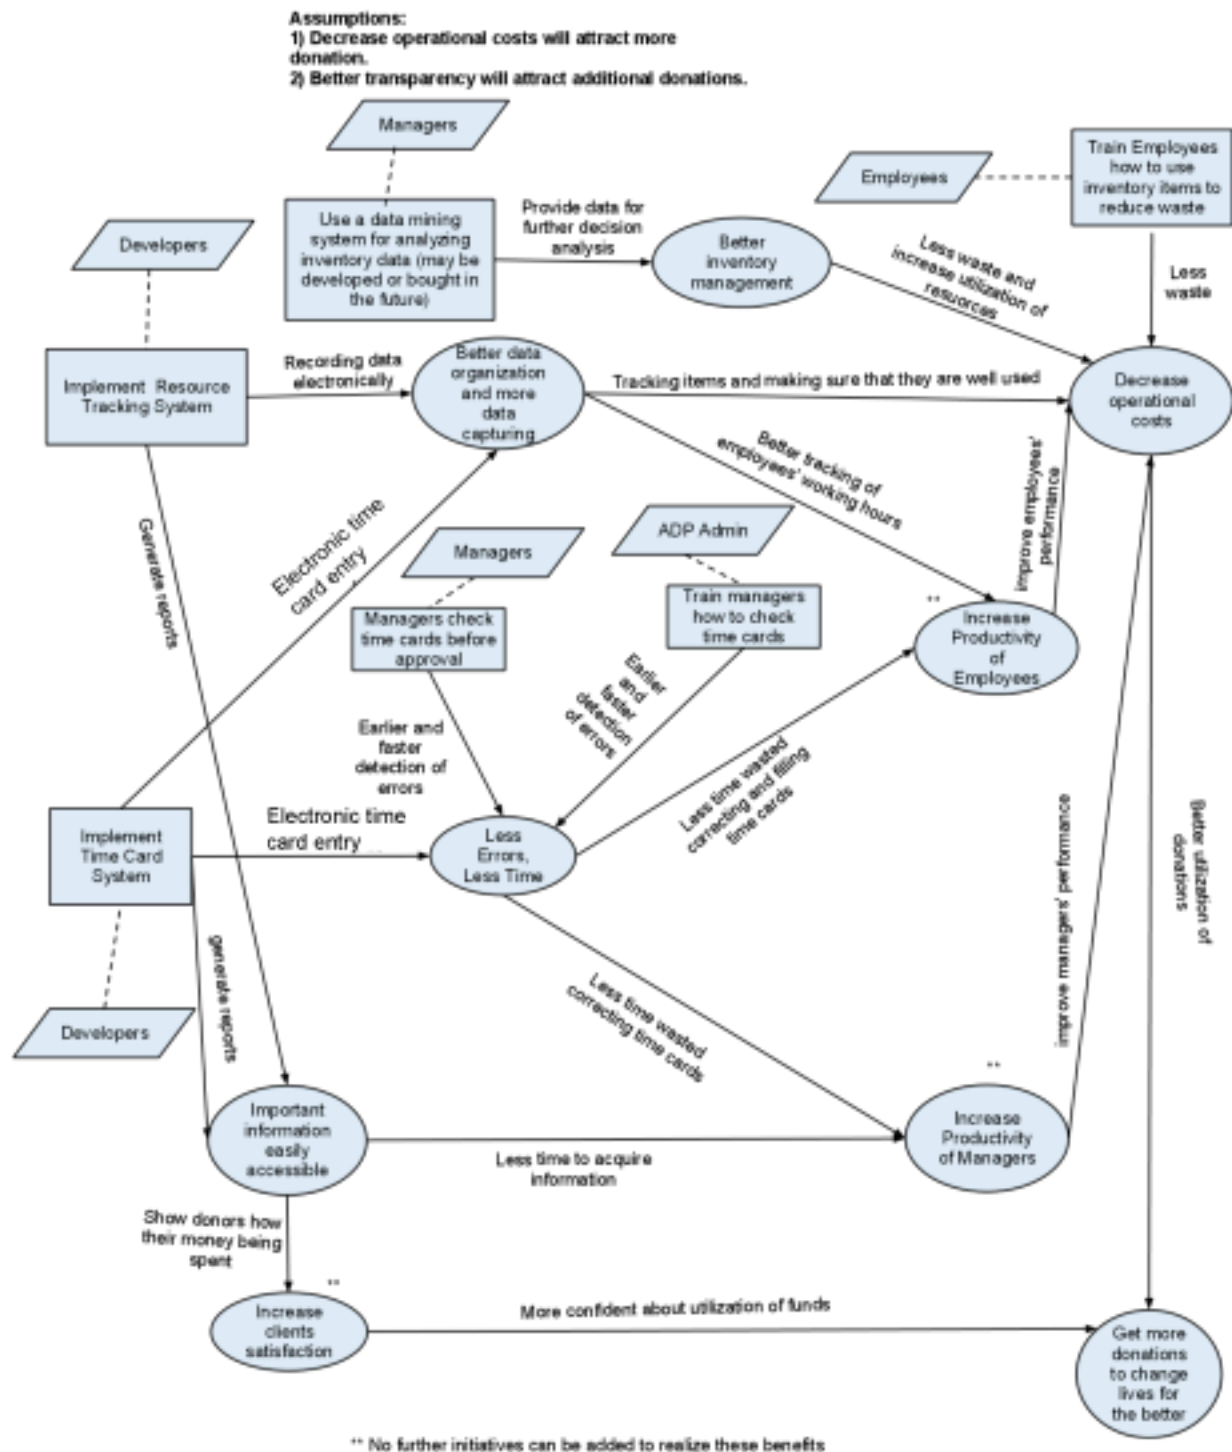 Assumptions:
1) Decrease operational costs will attract more
donation.
2) Better transparency will attract additional donations.
Managers
Employees
Train Employees
how to use
inventory items to
reduce waste
Developers
Use a data mining
system for analyzing
inventory data (may be
developed or bought in
the future)
Provide data for
further decision
analysis
Better
inventory
management
Less waste and
increase utilization of
resuorces
Less
waste
Implement Resource
Tracking System
Recording data
electronically
Better data
organization
and more
data
capturing
Tracking items and making sure that they are well used
Decrease
operational
costs
Better tracking of
employees' working hours
improve employees'
performance
Generate reports
Electronic time
card entry
Managers
ADP Admin
Managers check
time cards before
approval
Train managers
how to check
time cards
**
Increase
Productivity
of
Employees
Earlier and
faster
detection of
errors
Earlier
and
faster
detection
of errors
Less time wasted
correcting and filling
time cards
Implement
Time Card
System
Electronic time
card entry
Less
Errors,
Less Time
improve managers' performance
Better utilization of
donations
generate reports
Developers
Less time wasted
correcting time cards
Important
information
easily
accessible
Less time to acquire
information
**
Increase
Productivity
of Managers
Show donors how
their money being
spent
**
Increase
clients
satisfaction
More confident about utilization of funds
Get more
donations
to change
lives for
the better
** No further initiatives can be added to realize these benefits